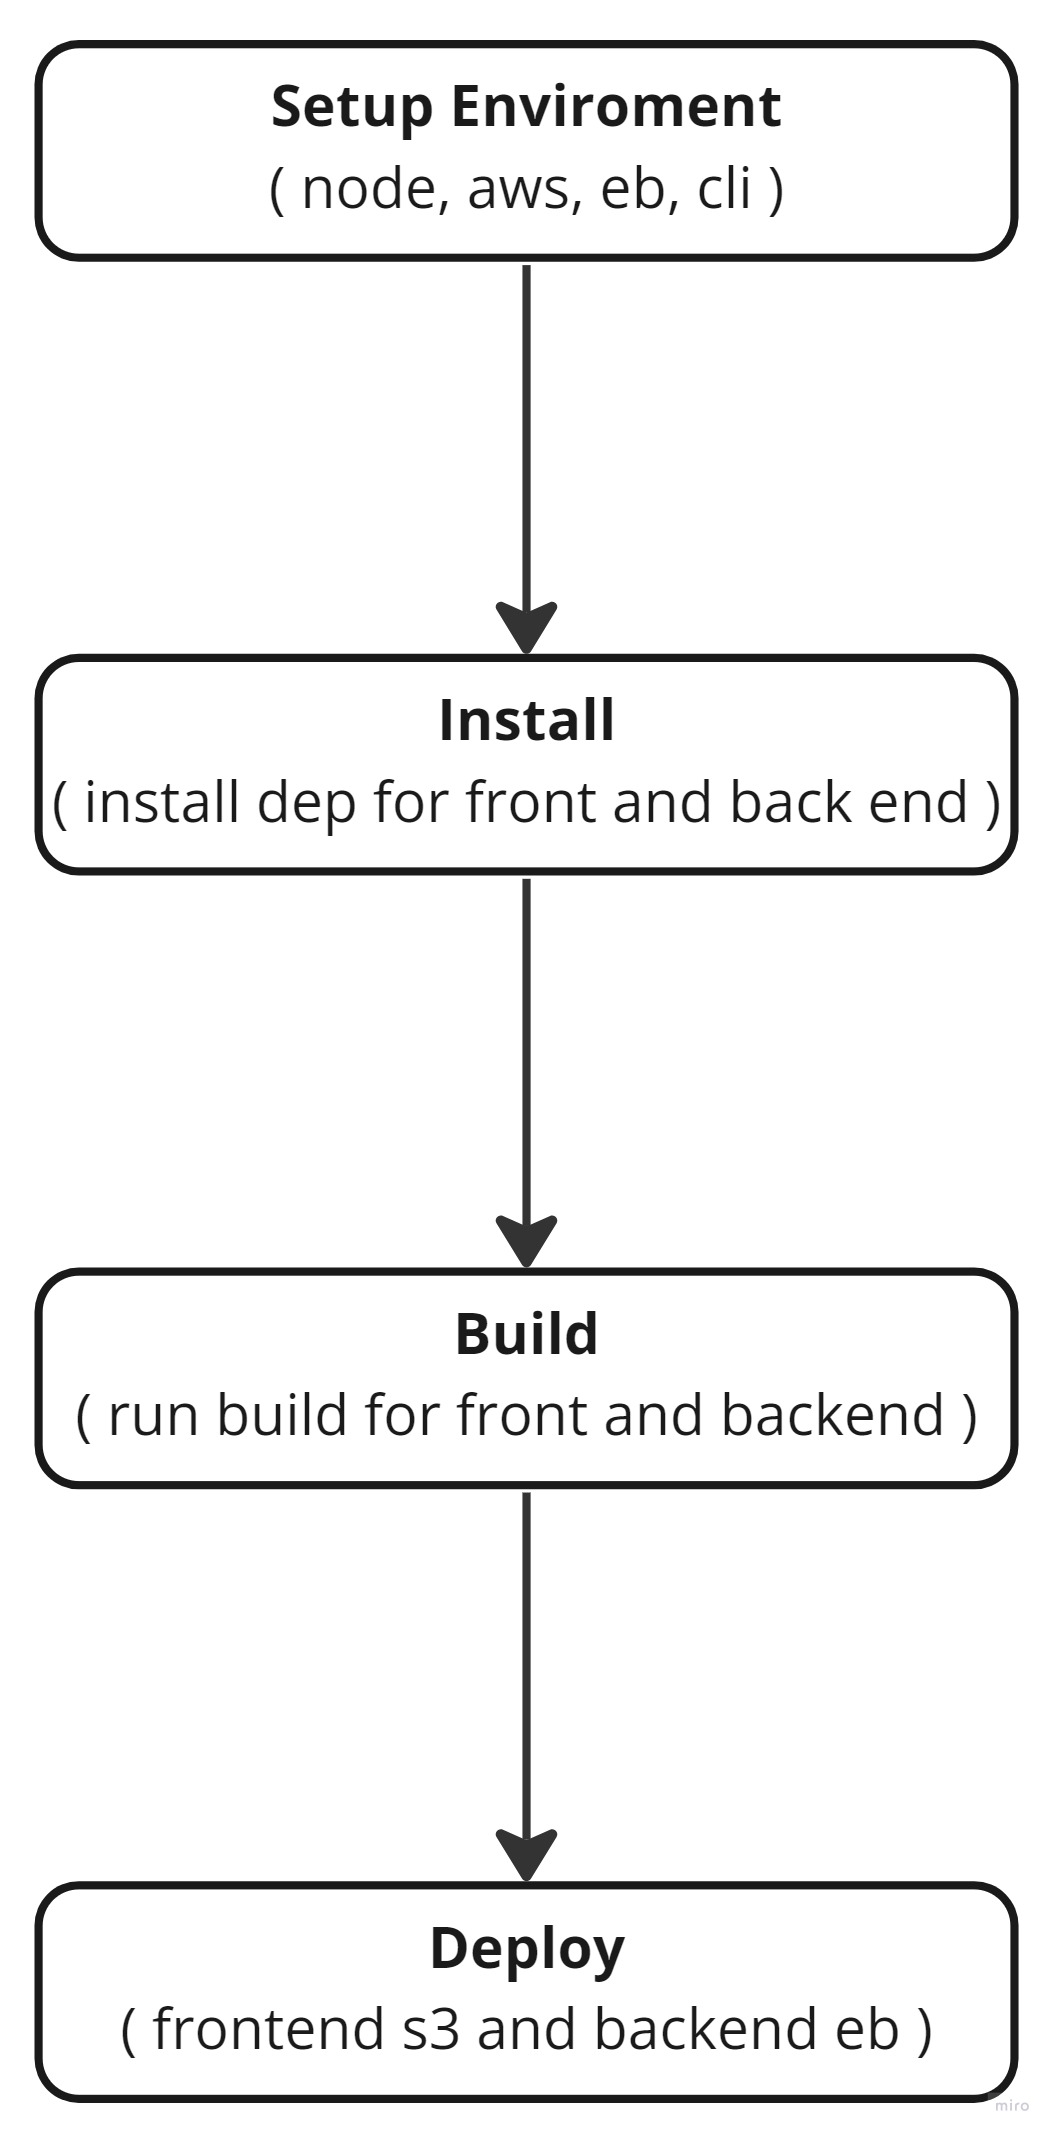 Setup Enviroment
( node, aws, eb, cli )
Install
( install dep for front and back end )
Build
( run build for front and backend )
Deploy
( frontend s3 and backend eb )
miro